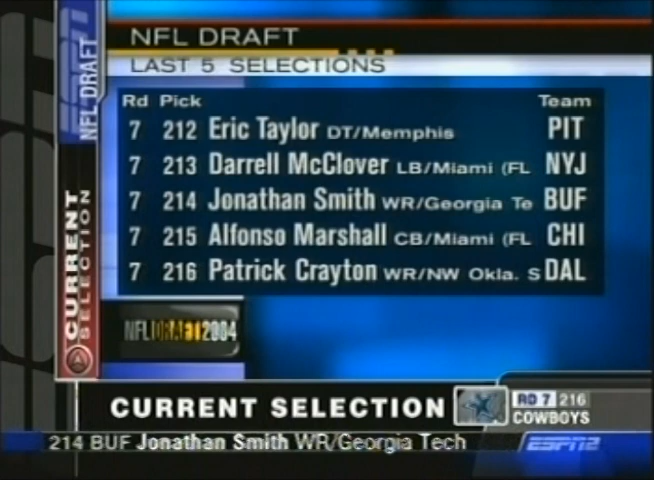 NFL DRAFT
LAST 5 SELECTIONS
Rd Pick Team
7 212 Eric Taylor DT/Memphis PIT
7 213 Darrell McClover LB/Miami (FL NYJ
7 214 Jonathan Smith WR/Georgia Te BUF
7 215 Alfonso Marshall CB/Miami (FL CHI
7 216 Patrick Crayton WR/NW Okla. S DAL
ESPN NFL DRAFT
CURRENT SELECTION
NFLDRAFT2004
CURRENT SELECTION
RD 7 216
COWBOYS
214 BUF Jonathan Smith WR/Georgia Tech
ESPN2